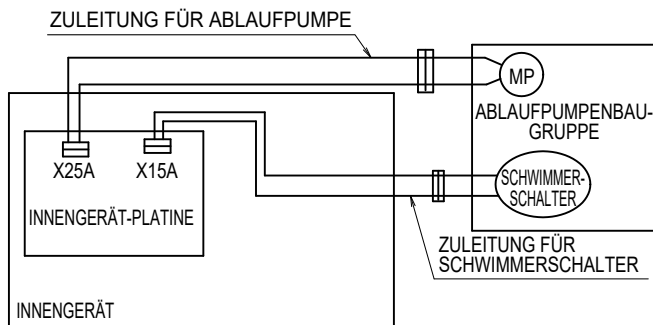 ZULEITUNG FÜR ABLAUFPUMPE
MP
ABLAUFPUMPENBAU-
GRUPPE
X25A
X15A
SCHWIMMER-
SCHALTER
INNENGERÄT-PLATINE
ZULEITUNG FÜR
SCHWIMMERSCHALTER
INNENGERÄT